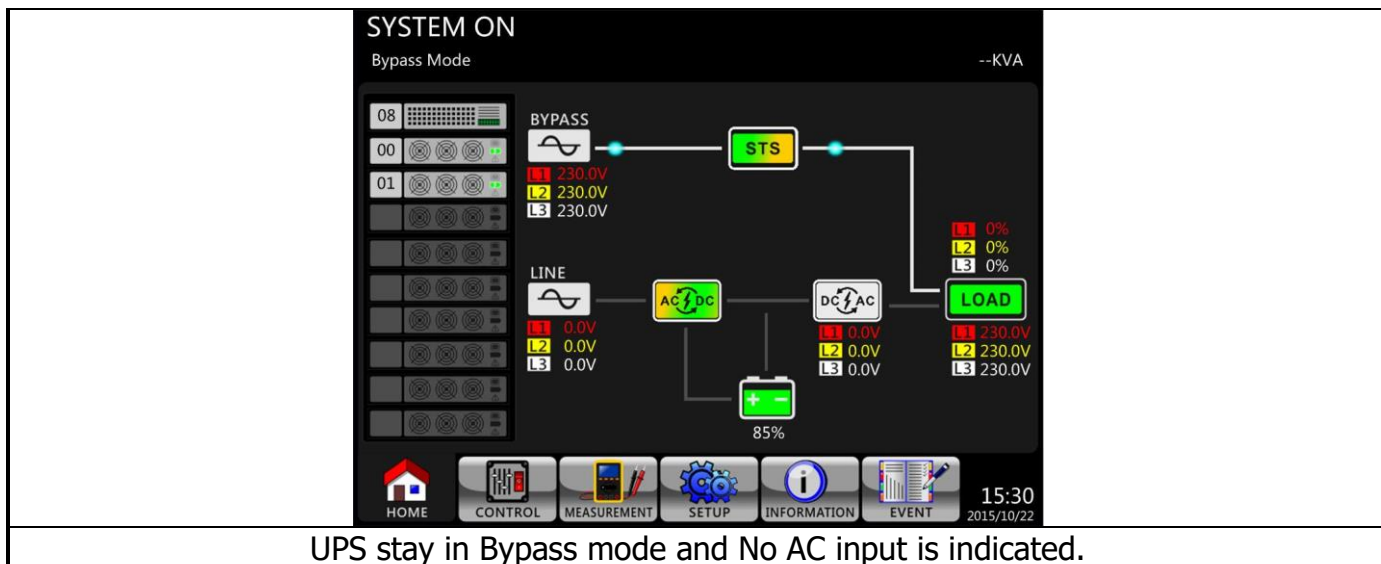 SYSTEM ON
Bypass Mode --KVA
08
00
01
BYPASS
STS
L1 230.0V
L2 230.0V
L3 230.0V
L1 0%
L2 0%
L3 0%
LINE
AC DC
DC AC
LOAD
L1 0.0V
L2 0.0V
L3 0.0V
L1 0.0V
L2 0.0V
L3 0.0V
L1 230.0V
L2 230.0V
L3 230.0V
+ −
85%
HOME
CONTROL
MEASUREMENT
SETUP
i
INFORMATION
EVENT
15:30
2015/10/22
UPS stay in Bypass mode and No AC input is indicated.